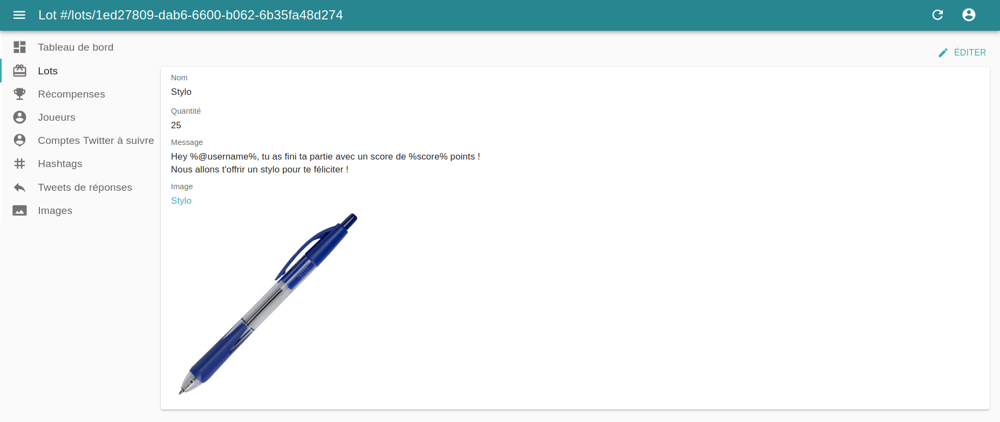 Lot #/lots/1ed27809-dab6-6600-b062-6b35fa48d274
Tableau de bord
Lots
Récompenses
Joueurs
Comptes Twitter à suivre
Hashtags
Tweets de réponses
Images
ÉDITER
Nom
Stylo
Quantité
25
Message
Hey %@username%, tu as fini ta partie avec un score de %score% points !
Nous allons t'offrir un stylo pour te féliciter !
Image
Stylo